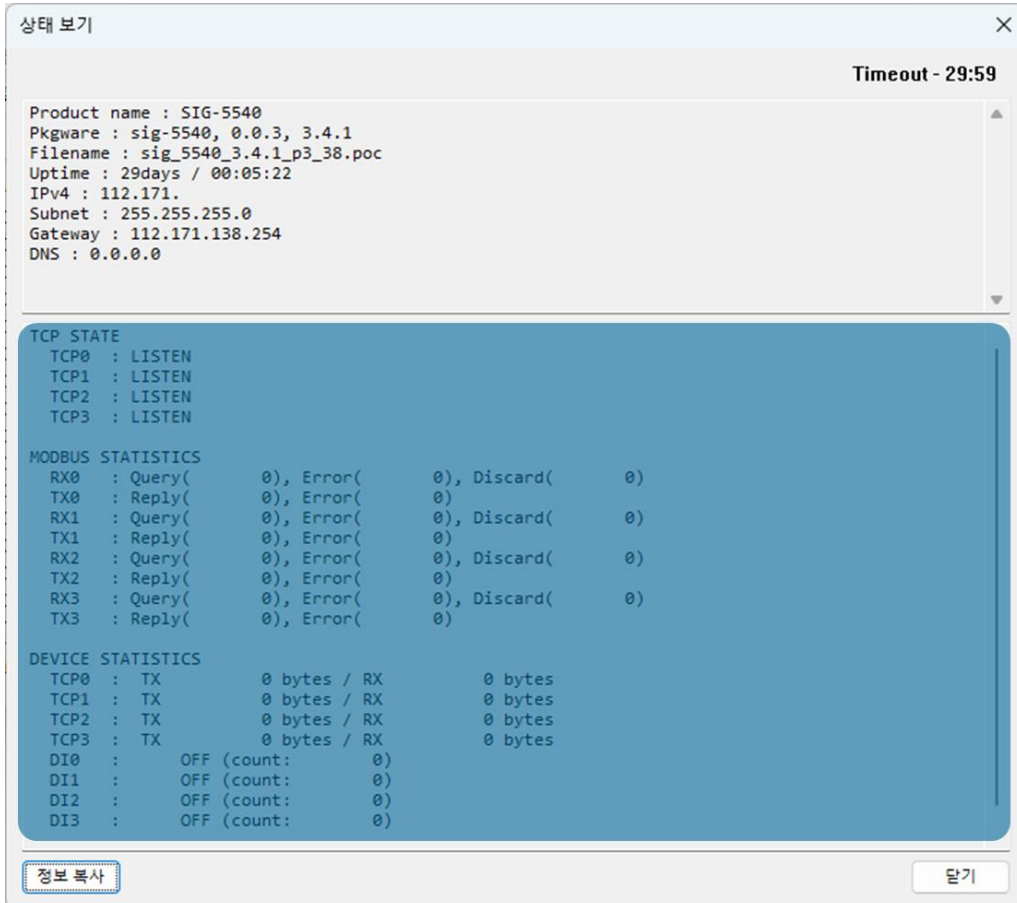 상태 보기
Timeout - 29:59
Product name : SIG-5540
Pkgware : sig-5540, 0.0.3, 3.4.1
Filename : sig_5540_3.4.1_p3_38.poc
Uptime : 29days / 00:05:22
IPv4 : 112.171.
Subnet : 255.255.255.0
Gateway : 112.171.138.254
DNS : 0.0.0.0
TCP STATE
TCP0 : LISTEN
TCP1 : LISTEN
TCP2 : LISTEN
TCP3 : LISTEN
MODBUS STATISTICS
RX0 : Query( 0), Error( 0), Discard( 0)
TX0 : Reply( 0), Error( 0)
RX1 : Query( 0), Error( 0), Discard( 0)
TX1 : Reply( 0), Error( 0)
RX2 : Query( 0), Error( 0), Discard( 0)
TX2 : Reply( 0), Error( 0)
RX3 : Query( 0), Error( 0), Discard( 0)
TX3 : Reply( 0), Error( 0)
DEVICE STATISTICS
TCP0 : TX 0 bytes / RX 0 bytes
TCP1 : TX 0 bytes / RX 0 bytes
TCP2 : TX 0 bytes / RX 0 bytes
TCP3 : TX 0 bytes / RX 0 bytes
DI0 : OFF (count: 0)
DI1 : OFF (count: 0)
DI2 : OFF (count: 0)
DI3 : OFF (count: 0)
정보 복사
닫기